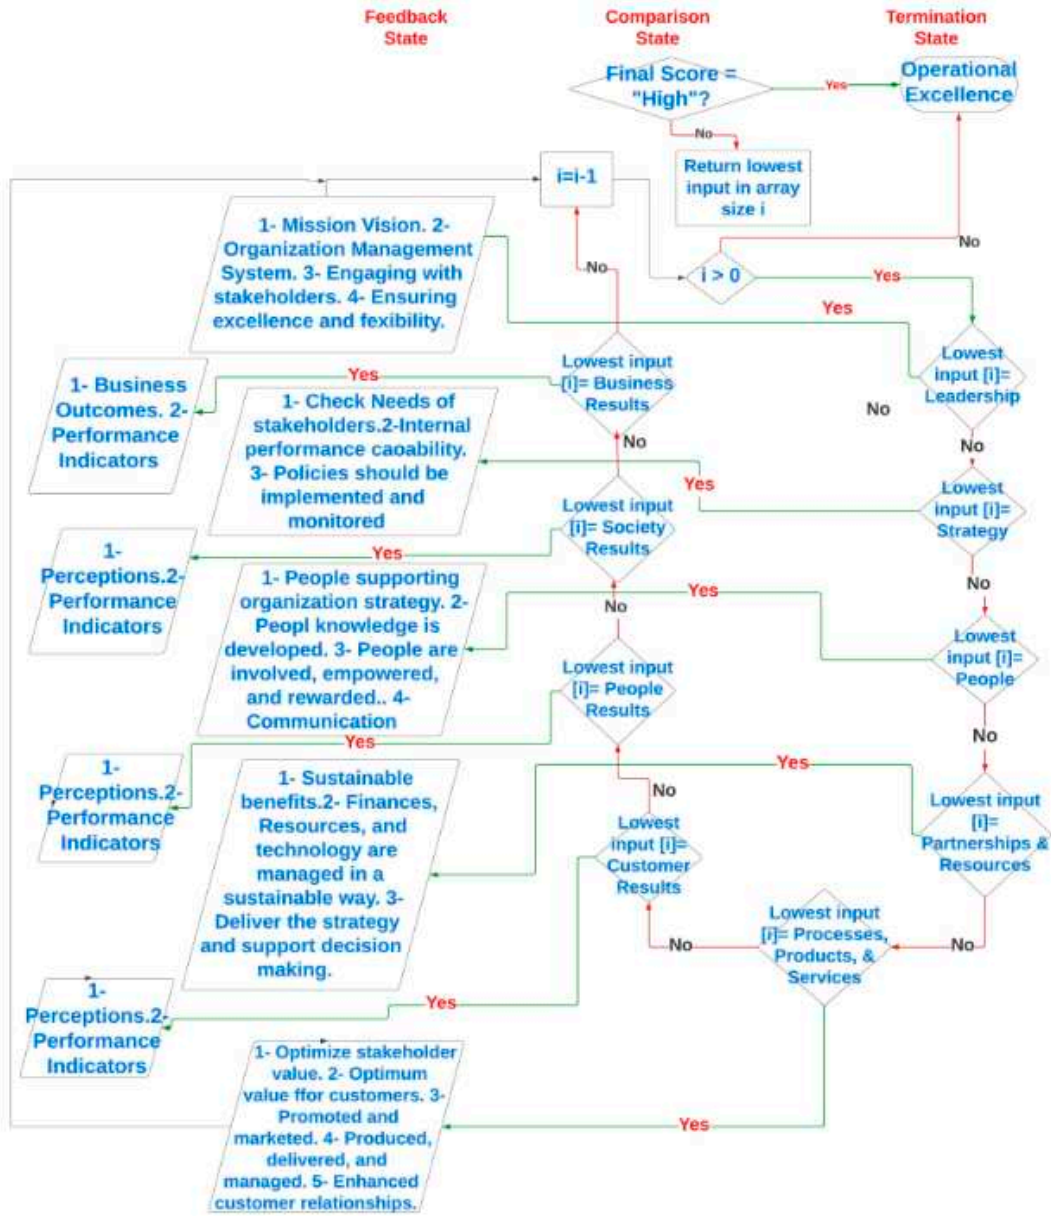 Feedback
State
Comparison
State
Termination
State
Final Score =
"High"?
Yes
Operational
Excellence
No
Return lowest
input in array
size i
i=i-1
No
i > 0
No
Yes
1- Mission Vision. 2-
Organization Management
System. 3- Engaging with
stakeholders. 4- Ensuring
excellence and fexibility.
Yes
Lowest
input [i]=
Leadership
No
No
Lowest input
[i]= Business
Results
Yes
1- Business
Outcomes. 2-
Performance
Indicators
No
1- Check Needs of
stakeholders.2-Internal
performance caoability.
3- Policies should be
implemented and
monitored
Yes
Lowest
input [i]=
Strategy
No
Lowest input
[i]= Society
Results
Yes
1-
Perceptions.2-
Performance
Indicators
No
1- People supporting
organization strategy. 2-
Peopl knowledge is
developed. 3- People are
involved, empowered,
and rewarded.. 4-
Communication
Yes
Lowest
input [i]=
People
No
Lowest input
[i]= People
Results
Yes
1-
Perceptions.2-
Performance
Indicators
No
1- Sustainable
benefits.2- Finances,
Resources, and
technology are
managed in a
sustainable way. 3-
Deliver the strategy
and support decision
making.
Yes
Lowest input
[i]=
Partnerships &
Resources
No
Lowest
input [i]=
Customer
Results
Yes
1-
Perceptions.2-
Performance
Indicators
No
Lowest input
[i]= Processes,
Products, &
Services
Yes
1- Optimize stakeholder
value. 2- Optimum
value ffor customers. 3-
Promoted and
marketed. 4- Produced,
delivered, and
managed. 5- Enhanced
customer relationships.